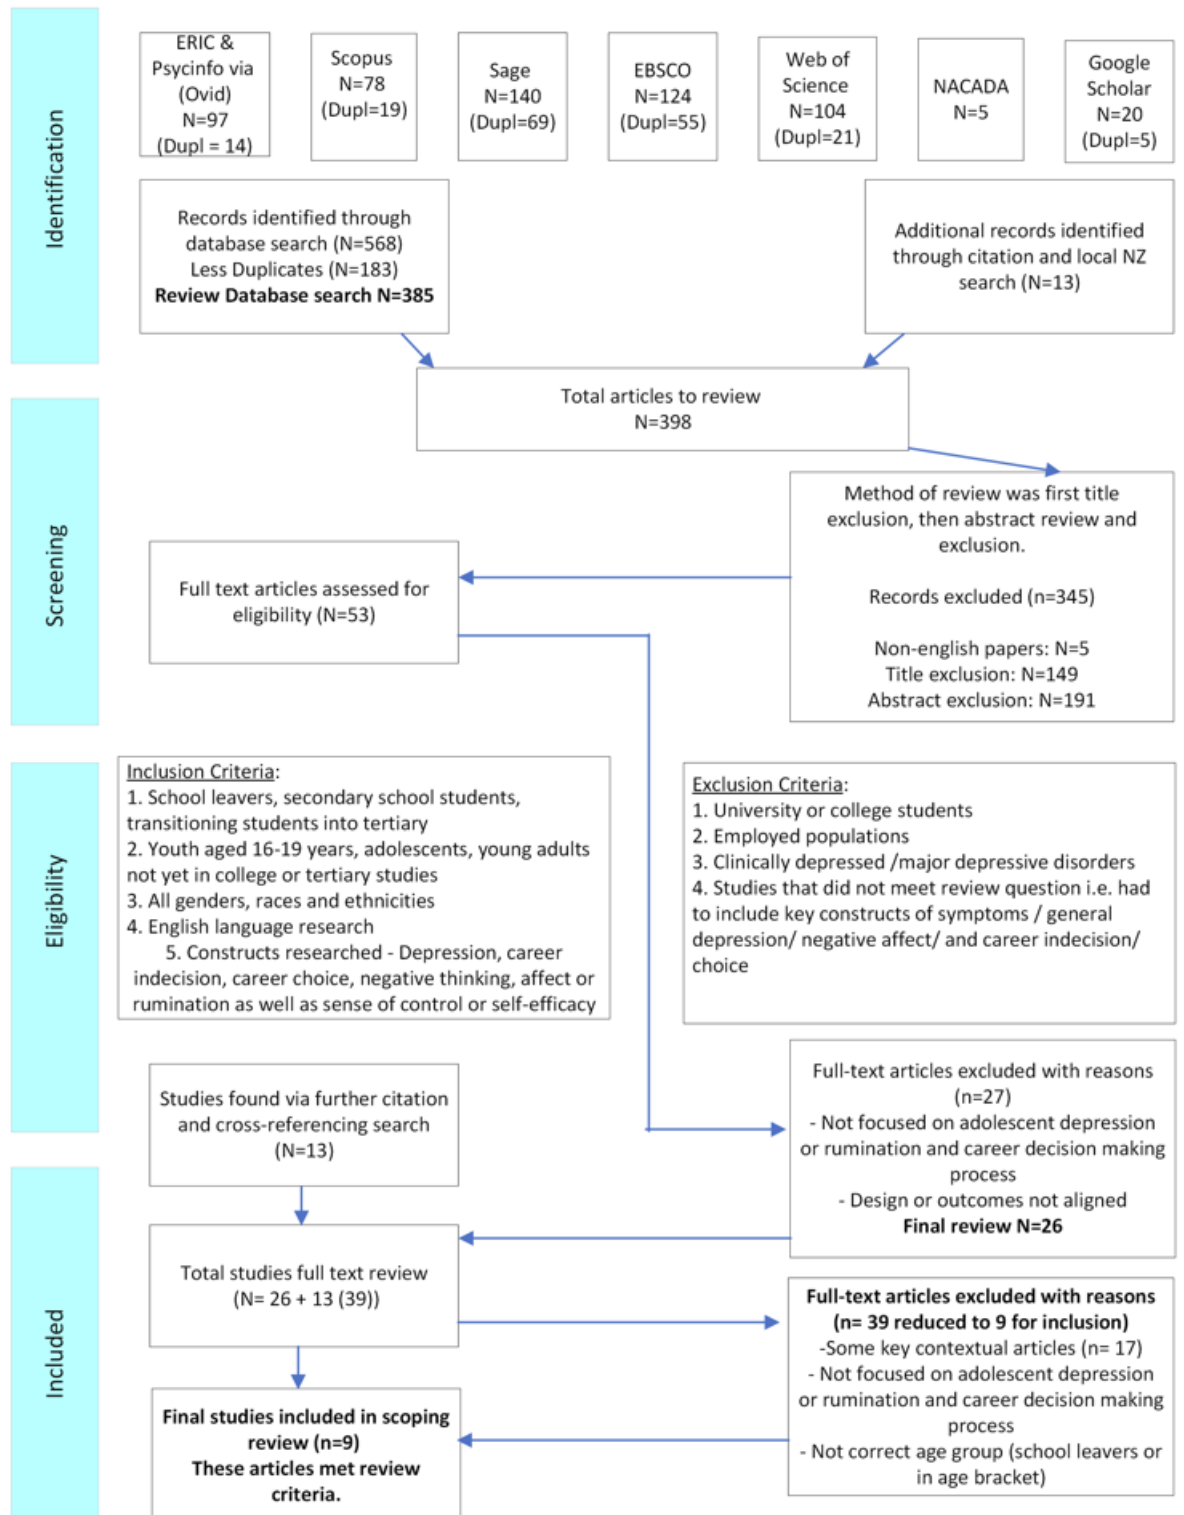 Identification
ERIC &
Psycinfo via
(Ovid)
N=97
(Dupl = 14)
Scopus
N=78
(Dupl=19)
Sage
N=140
(Dupl=69)
EBSCO
N=124
(Dupl=55)
Web of
Science
N=104
(Dupl=21)
NACADA
N=5
Google
Scholar
N=20
(Dupl=5)
Records identified through
database search (N=568)
Less Duplicates (N=183)
Review Database search N=385
Additional records identified
through citation and local NZ
search (N=13)
Screening
Total articles to review
N=398
Method of review was first title
exclusion, then abstract review and
exclusion.
Records excluded (n=345)
Non-english papers: N=5
Title exclusion: N=149
Abstract exclusion: N=191
Full text articles assessed for
eligibility (N=53)
Eligibility
Inclusion Criteria:
1. School leavers, secondary school students,
transitioning students into tertiary
2. Youth aged 16-19 years, adolescents, young adults
not yet in college or tertiary studies
3. All genders, races and ethnicities
4. English language research
5. Constructs researched - Depression, career
indecision, career choice, negative thinking, affect or
rumination as well as sense of control or self-efficacy
Exclusion Criteria:
1. University or college students
2. Employed populations
3. Clinically depressed /major depressive disorders
4. Studies that did not meet review question i.e. had
to include key constructs of symptoms / general
depression/ negative affect/ and career indecision/
choice
Studies found via further citation
and cross-referencing search
(N=13)
Full-text articles excluded with reasons
(n=27)
- Not focused on adolescent depression
or rumination and career decision making
process
- Design or outcomes not aligned
Final review N=26
Included
Total studies full text review
(N= 26 + 13 (39))
Full-text articles excluded with reasons
(n= 39 reduced to 9 for inclusion)
-Some key contextual articles (n= 17)
- Not focused on adolescent depression
or rumination and career decision making
process
- Not correct age group (school leavers or
in age bracket)
Final studies included in scoping
review (n=9)
These articles met review
criteria.